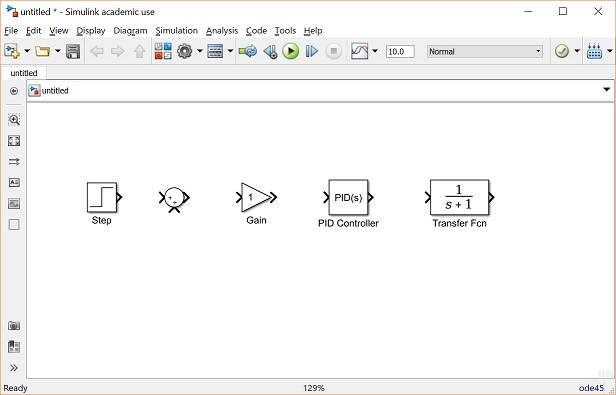 untitled * - Simulink academic use
File Edit View Display Diagram Simulation Analysis Code Tools Help
10.0 Normal
untitled
untitled
1 PID(s) 1
s + 1
Step Gain PID Controller Transfer Fcn
Ready 129% ode45